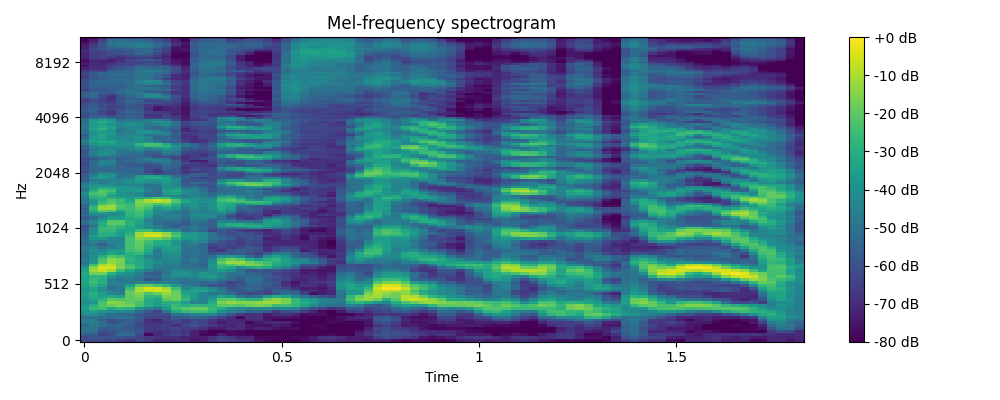 Mel-frequency spectrogram
Hz
8192
4096
2048
1024
512
0
0 0.5 1 1.5
Time
+0 dB
-10 dB
-20 dB
-30 dB
-40 dB
-50 dB
-60 dB
-70 dB
-80 dB